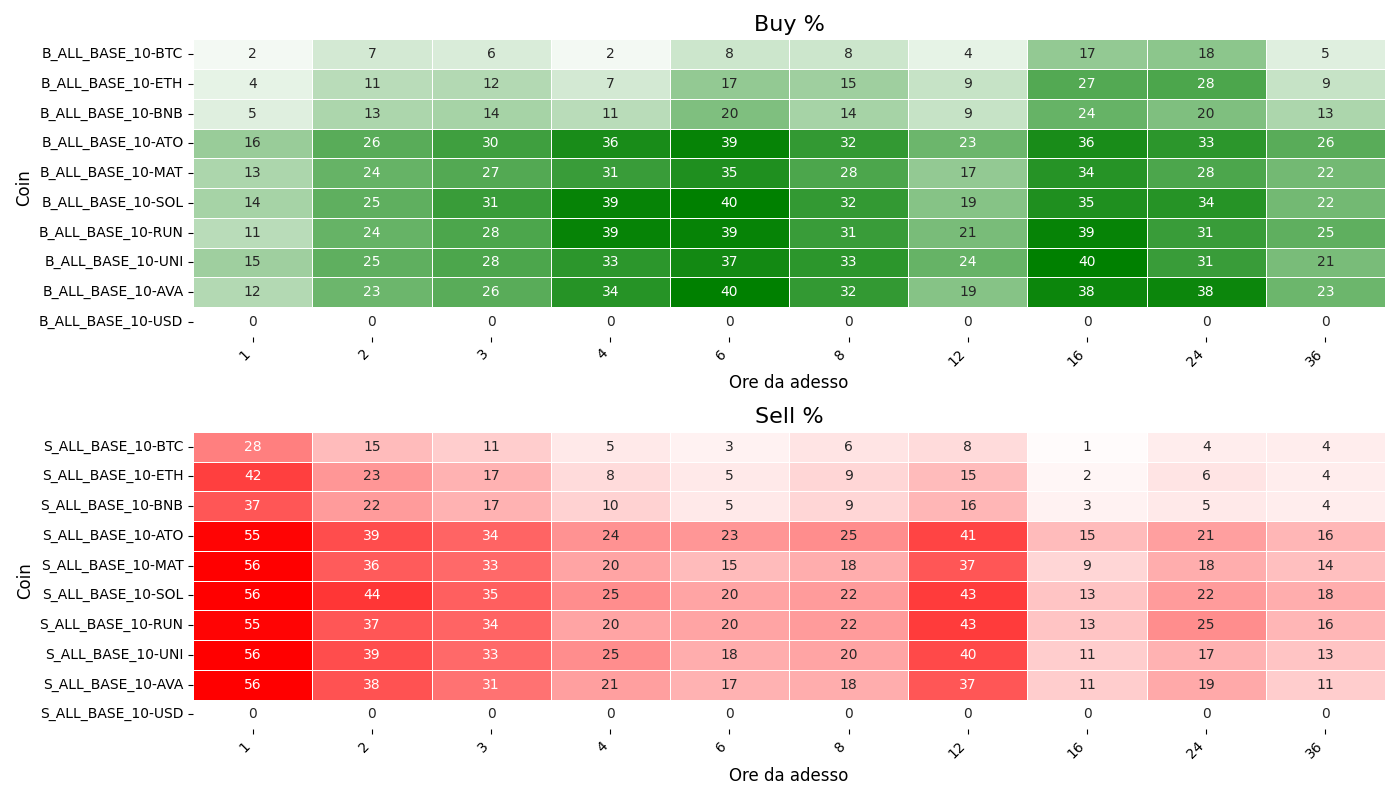 Buy %
Coin
B_ALL_BASE_10-BTC 2 7 6 2 8 8 4 17 18 5
B_ALL_BASE_10-ETH 4 11 12 7 17 15 9 27 28 9
B_ALL_BASE_10-BNB 5 13 14 11 20 14 9 24 20 13
B_ALL_BASE_10-ATO 16 26 30 36 39 32 23 36 33 26
B_ALL_BASE_10-MAT 13 24 27 31 35 28 17 34 28 22
B_ALL_BASE_10-SOL 14 25 31 39 40 32 19 35 34 22
B_ALL_BASE_10-RUN 11 24 28 39 39 31 21 39 31 25
B_ALL_BASE_10-UNI 15 25 28 33 37 33 24 40 31 21
B_ALL_BASE_10-AVA 12 23 26 34 40 32 19 38 38 23
B_ALL_BASE_10-USD 0 0 0 0 0 0 0 0 0 0
1 2 3 4 6 8 12 16 24 36
Ore da adesso
Sell %
Coin
S_ALL_BASE_10-BTC 28 15 11 5 3 6 8 1 4 4
S_ALL_BASE_10-ETH 42 23 17 8 5 9 15 2 6 4
S_ALL_BASE_10-BNB 37 22 17 10 5 9 16 3 5 4
S_ALL_BASE_10-ATO 55 39 34 24 23 25 41 15 21 16
S_ALL_BASE_10-MAT 56 36 33 20 15 18 37 9 18 14
S_ALL_BASE_10-SOL 56 44 35 25 20 22 43 13 22 18
S_ALL_BASE_10-RUN 55 37 34 20 20 22 43 13 25 16
S_ALL_BASE_10-UNI 56 39 33 25 18 20 40 11 17 13
S_ALL_BASE_10-AVA 56 38 31 21 17 18 37 11 19 11
S_ALL_BASE_10-USD 0 0 0 0 0 0 0 0 0 0
1 2 3 4 6 8 12 16 24 36
Ore da adesso